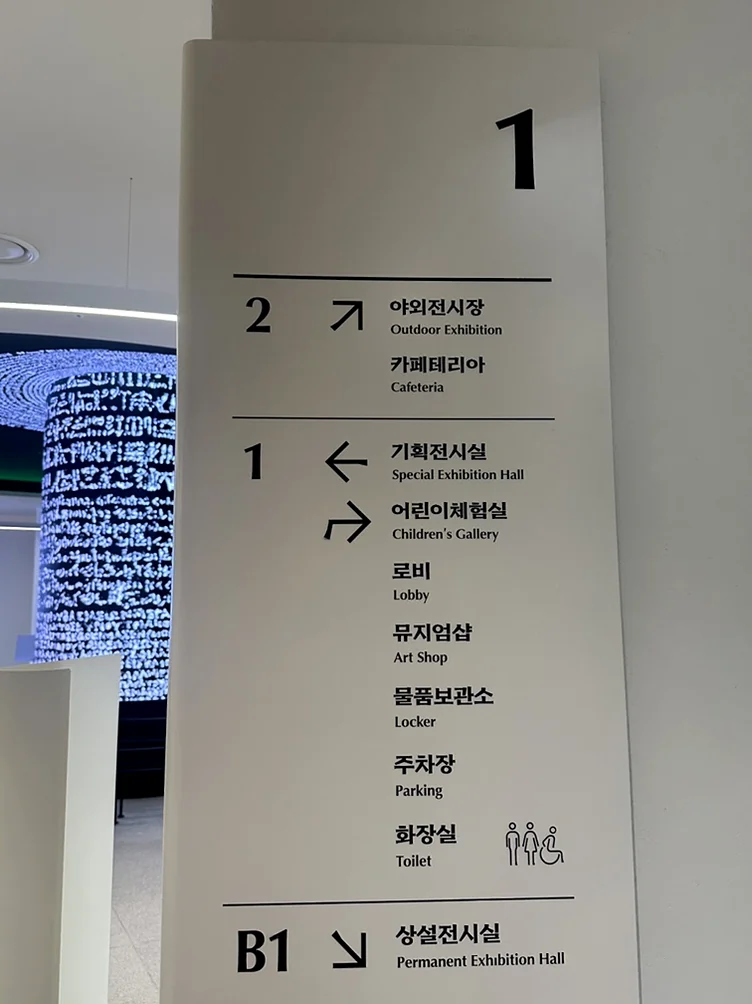 1
2 ↗ 야외전시장
Outdoor Exhibition
카페테리아
Cafeteria
1 ← 기획전시실
Special Exhibition Hall
어린이체험실
Children's Gallery
로비
Lobby
뮤지엄샵
Art Shop
물품보관소
Locker
주차장
Parking
화장실
Toilet
B1 ↘ 상설전시실
Permanent Exhibition Hall